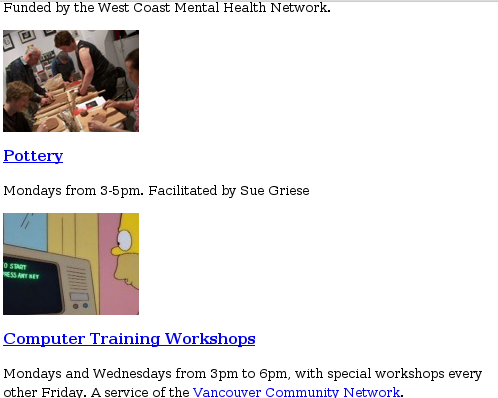 Funded by the West Coast Mental Health Network.
Pottery
Mondays from 3-5pm. Facilitated by Sue Griese
O START
PRESS ANY KEY
Computer Training Workshops
Mondays and Wednesdays from 3pm to 6pm, with special workshops every
other Friday. A service of the Vancouver Community Network.